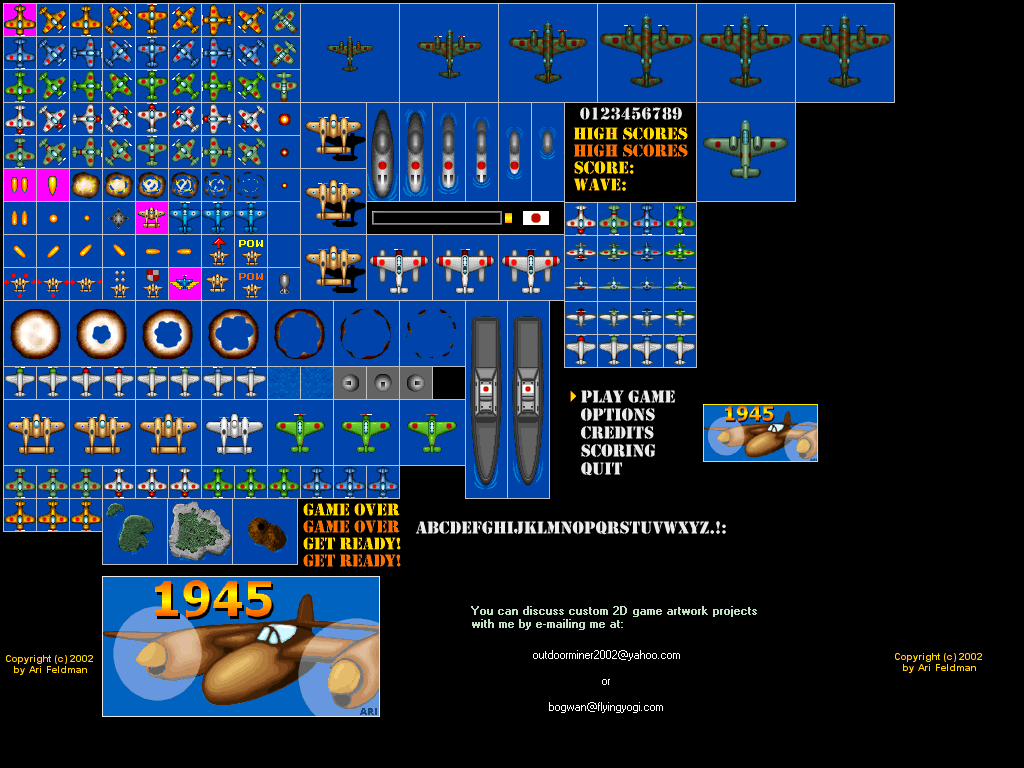 0123456789
HIGH SCORES
HIGH SCORES
SCORE:
WAVE:
POW
POW
PLAY GAME
OPTIONS
CREDITS
SCORING
QUIT
1945
GAME OVER
GAME OVER
GET READY!
GET READY!
ABCDEFGHIJKLMNOPQRSTUVWXYZ.!:
1945
ARI
You can discuss custom 2D game artwork projects
with me by e-mailing me at:
outdoorminer2002@yahoo.com
or
bogwan@flyingyogi.com
Copyright (c) 2002
by Ari Feldman
Copyright (c) 2002
by Ari Feldman